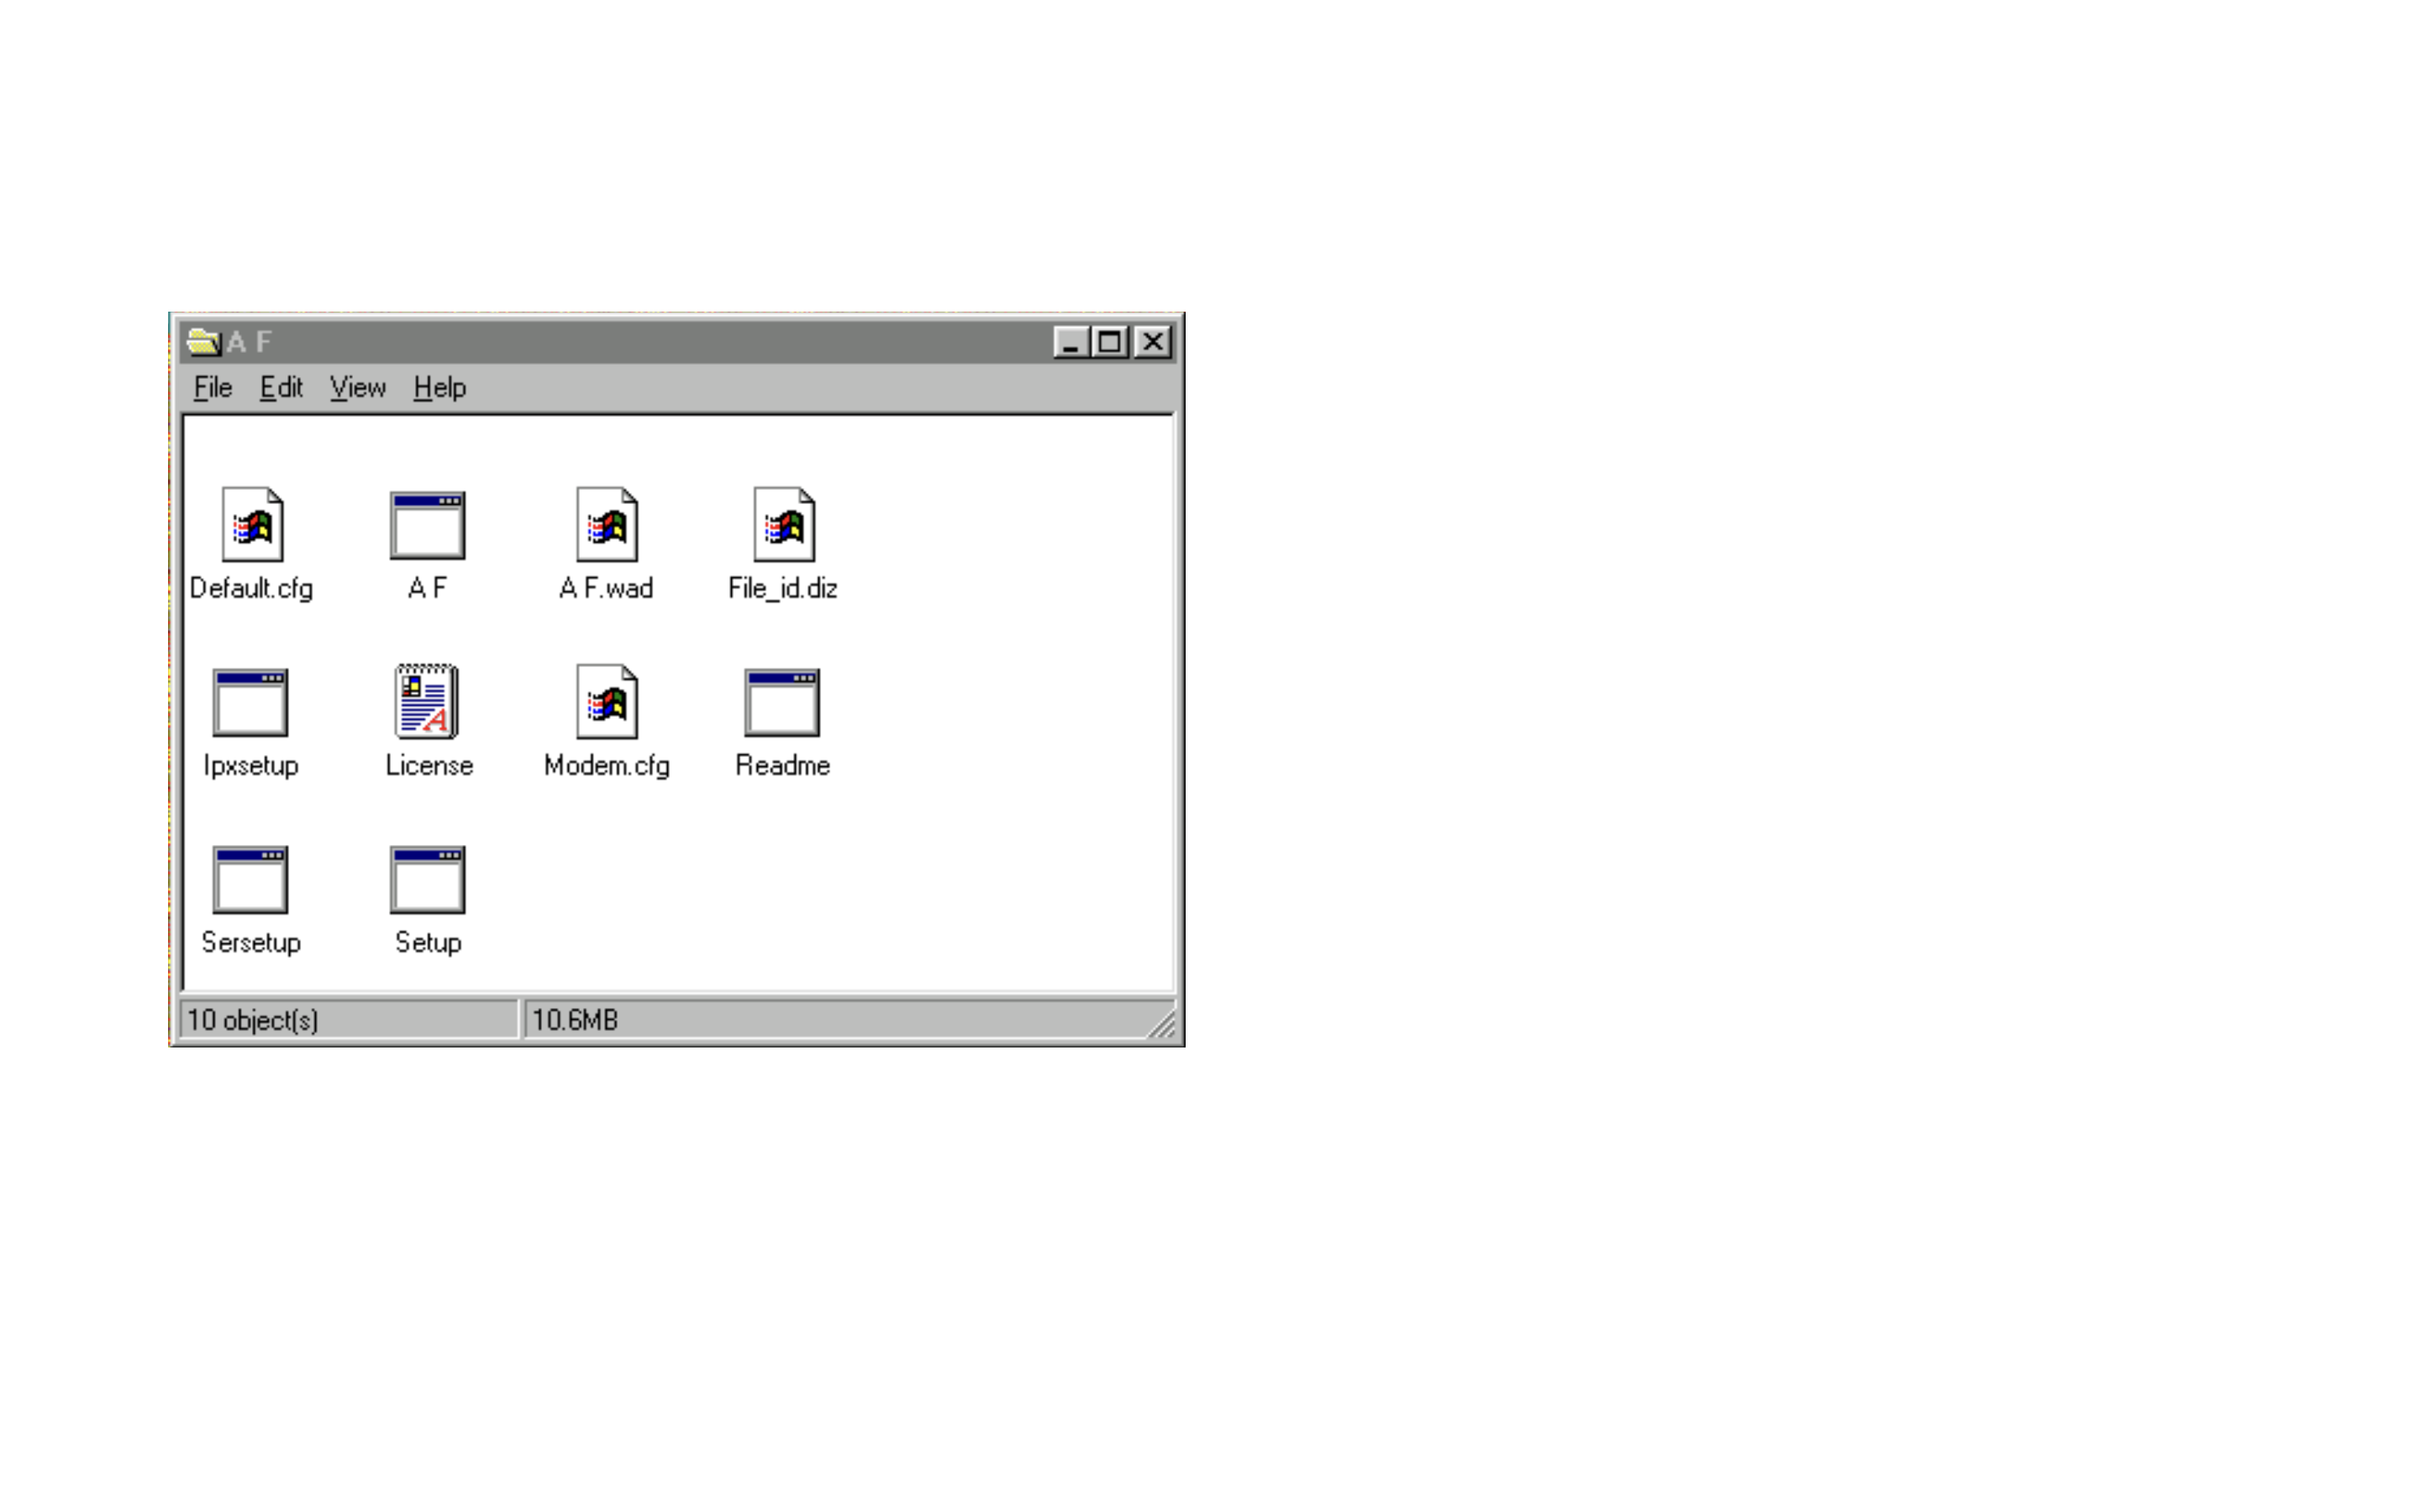 A F
File Edit View Help
Default.cfg A F A F.wad File_id.diz
Ipxsetup License Modem.cfg Readme
Sersetup Setup
10 object(s) 10.6MB